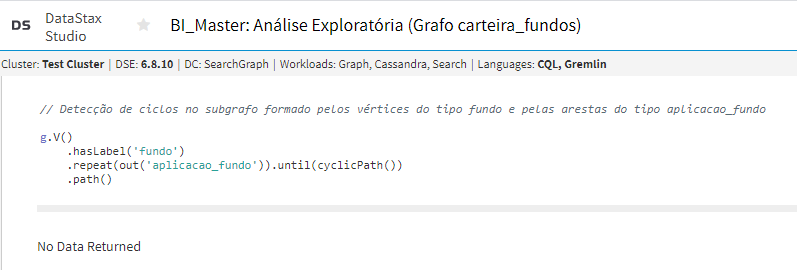 DS DataStax Studio BI_Master: Análise Exploratória (Grafo carteira_fundos)
Cluster: Test Cluster | DSE: 6.8.10 | DC: SearchGraph | Workloads: Graph, Cassandra, Search | Languages: CQL, Gremlin
// Detecção de ciclos no subgrafo formado pelos vértices do tipo fundo e pelas arestas do tipo aplicacao_fundo
g.V()
.hasLabel('fundo')
.repeat(out('aplicacao_fundo')).until(cyclicPath())
.path()
No Data Returned